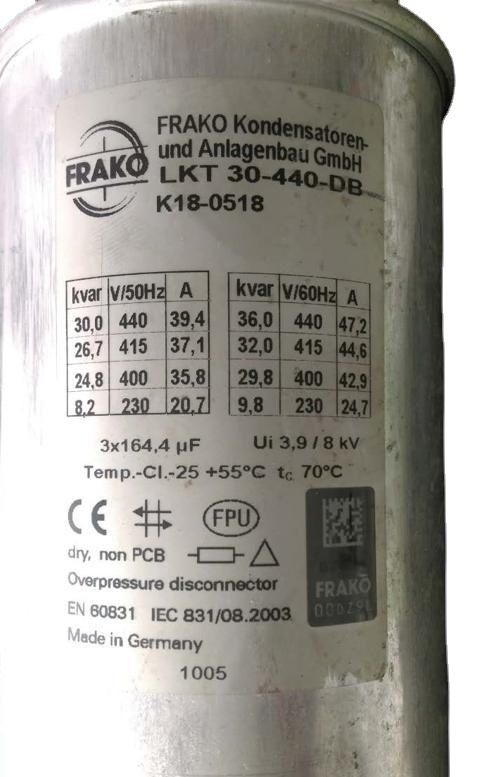 FRAKO
FRAKO Kondensatoren-
und Anlagenbau GmbH
LKT 30-440-DB
K18-0518
kvar V/50Hz A
30,0 440 39,4
26,7 415 37,1
24,8 400 35,8
8,2 230 20,7
kvar V/60Hz A
36,0 440 47,2
32,0 415 44,6
29,8 400 42,9
9,8 230 24,7
3x164,4 µF Ui 3,9 / 8 kV
Temp.-Cl.-25 +55°C tc 70°C
CE FPU
dry, non PCB
Overpressure disconnector
EN 60831 IEC 831/08.2003
Made in Germany
1005
FRAKO